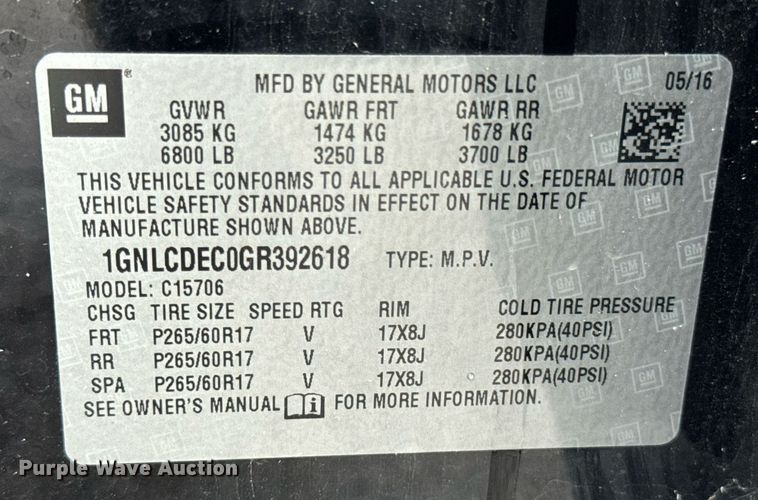 GM ®
MFD BY GENERAL MOTORS LLC 05/16
GVWR GAWR FRT GAWR RR
3085 KG 1474 KG 1678 KG
6800 LB 3250 LB 3700 LB
THIS VEHICLE CONFORMS TO ALL APPLICABLE U.S. FEDERAL MOTOR
VEHICLE SAFETY STANDARDS IN EFFECT ON THE DATE OF
MANUFACTURE SHOWN ABOVE.
1GNLCDEC0GR392618 TYPE: M.P.V.
MODEL: C15706
CHSG TIRE SIZE SPEED RTG RIM COLD TIRE PRESSURE
FRT P265/60R17 V 17X8J 280KPA(40PSI)
RR P265/60R17 V 17X8J 280KPA(40PSI)
SPA P265/60R17 V 17X8J 280KPA(40PSI)
SEE OWNER'S MANUAL i FOR MORE INFORMATION.
Purple Wave Auction